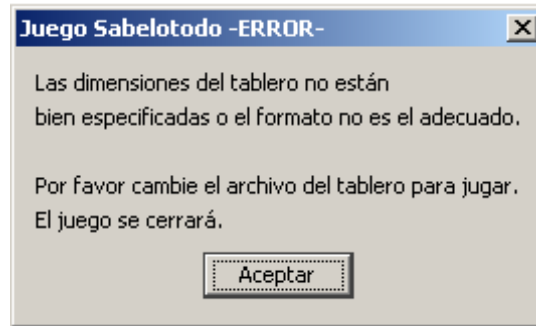 Juego Sabelotodo -ERROR-
Las dimensiones del tablero no están
bien especificadas o el formato no es el adecuado.
Por favor cambie el archivo del tablero para jugar.
El juego se cerrará.
Aceptar